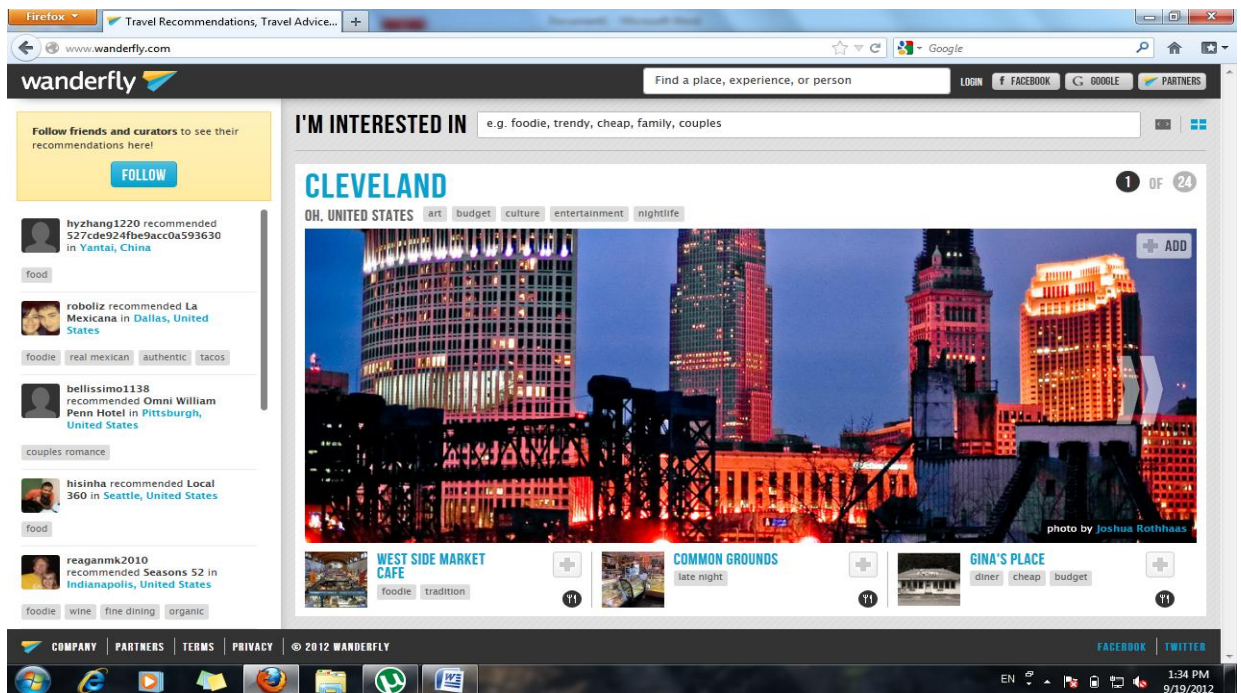 Firefox
Travel Recommendations, Travel Advice...
www.wanderfly.com
Google
wanderfly
Find a place, experience, or person
LOGIN
f FACEBOOK
G GOOGLE
PARTNERS
Follow friends and curators to see their
recommendations here!
FOLLOW
hyzhang1220 recommended
527cde924fbe9acc0a593630
in Yantai, China
food
roboliz recommended La
Mexicana in Dallas, United
States
foodie real mexican authentic tacos
bellissimo1138
recommended Omni William
Penn Hotel in Pittsburgh,
United States
couples romance
hisinha recommended Local
360 in Seattle, United States
food
reaganmk2010
recommended Seasons 52 in
Indianapolis, United States
foodie wine fine dining organic
I'M INTERESTED IN
e.g. foodie, trendy, cheap, family, couples
CLEVELAND
1 OF 24
OH, UNITED STATES art budget culture entertainment nightlife
ADD
photo by Joshua Rothhaas
WEST SIDE MARKET
CAFE
foodie tradition
COMMON GROUNDS
late night
GINA'S PLACE
diner cheap budget
COMPANY PARTNERS TERMS PRIVACY © 2012 WANDERFLY
FACEBOOK TWITTER
EN
1:34 PM
9/19/2012